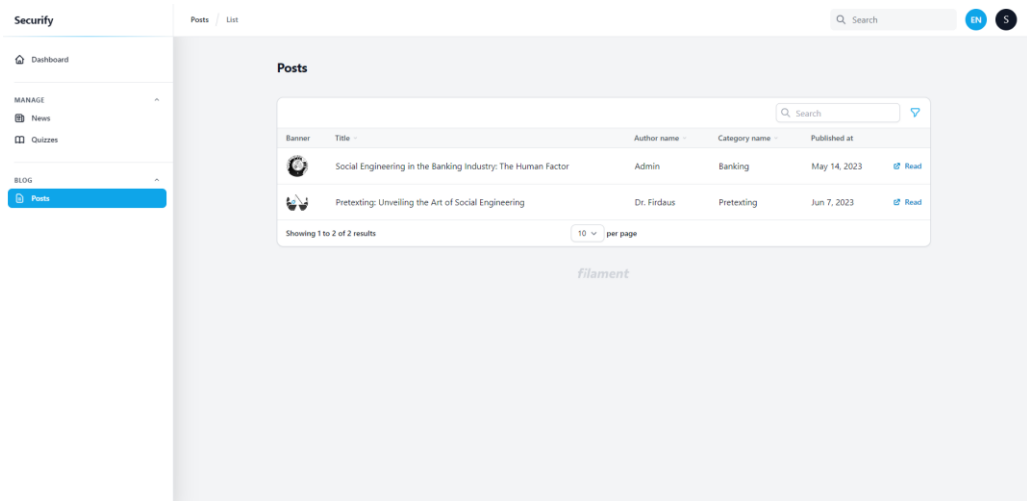 Securify
Posts / List
Search
EN
S
Dashboard
MANAGE
News
Quizzes
BLOG
Posts
Posts
Search
Banner Title Author name Category name Published at
Social Engineering in the Banking Industry: The Human Factor Admin Banking May 14, 2023 Read
Pretexting: Unveiling the Art of Social Engineering Dr. Firdaus Pretexting Jun 7, 2023 Read
Showing 1 to 2 of 2 results 10 per page
filament